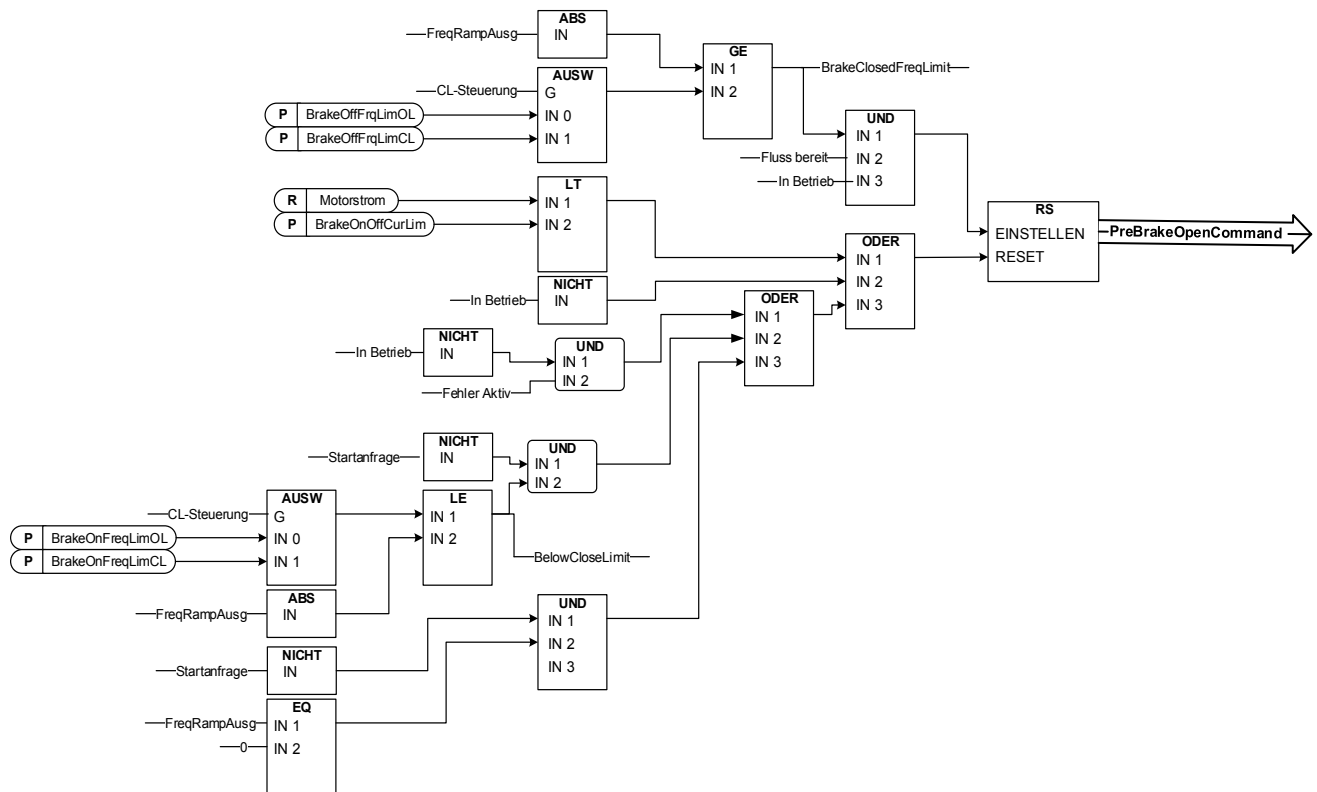 ABS
FreqRampAusg
IN
GE
IN 1
BrakeClosedFreqLimit
AUSW
CL-Steuerung
G
IN 2
P BrakeOffFrqLimOL
IN 0
P BrakeOffFrqLimCL
IN 1
UND
IN 1
Fluss bereit
IN 2
In Betrieb
IN 3
LT
R Motorstrom
IN 1
P BrakeOnOffCurLim
IN 2
RS
EINSTELLEN
RESET
PreBrakeOpenCommand
ODER
IN 1
IN 2
IN 3
NICHT
In Betrieb
IN
ODER
IN 1
IN 2
IN 3
NICHT
In Betrieb
IN
UND
IN 1
IN 2
Fehler Aktiv
NICHT
Startanfrage
IN
UND
IN 1
IN 2
AUSW
CL-Steuerung
G
P BrakeOnFreqLimOL
IN 0
P BrakeOnFreqLimCL
IN 1
LE
IN 1
IN 2
BelowCloseLimit
ABS
FreqRampAusg
IN
UND
IN 1
IN 2
IN 3
NICHT
Startanfrage
IN
EQ
FreqRampAusg
IN 1
0
IN 2